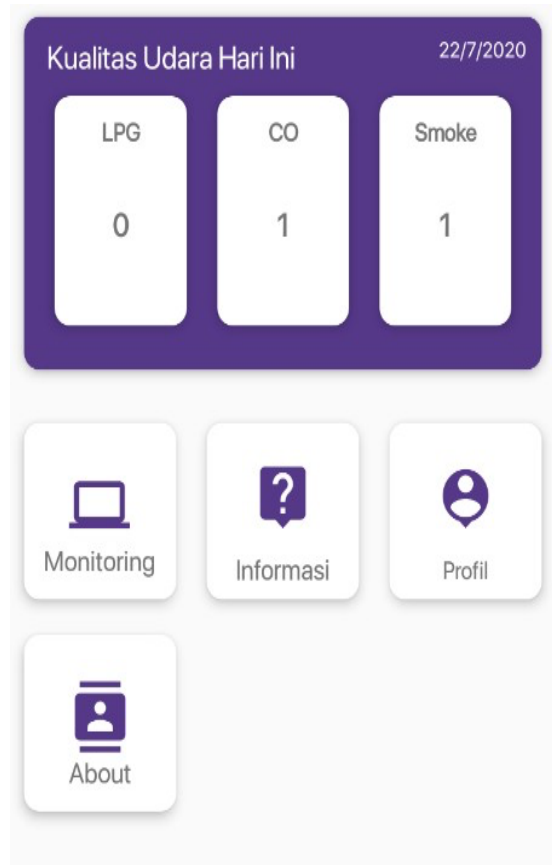 Kualitas Udara Hari Ini
22/7/2020
LPG
CO
Smoke
0
1
1
Monitoring
Informasi
Profil
About